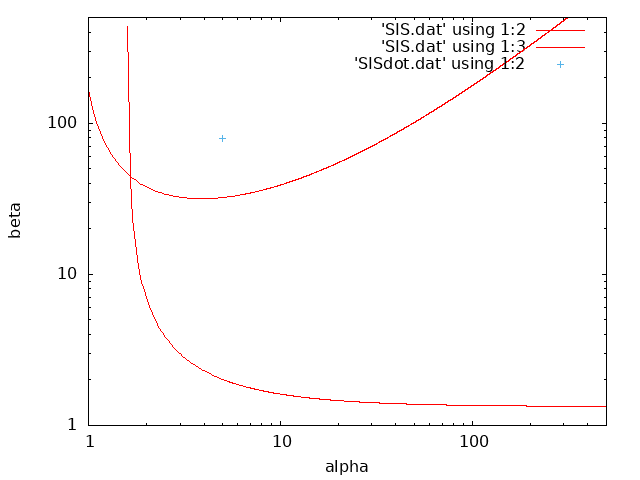 'SIS.dat' using 1:2
'SIS.dat' using 1:3
'SISdot.dat' using 1:2
100
10
1
beta
1 10 100
alpha